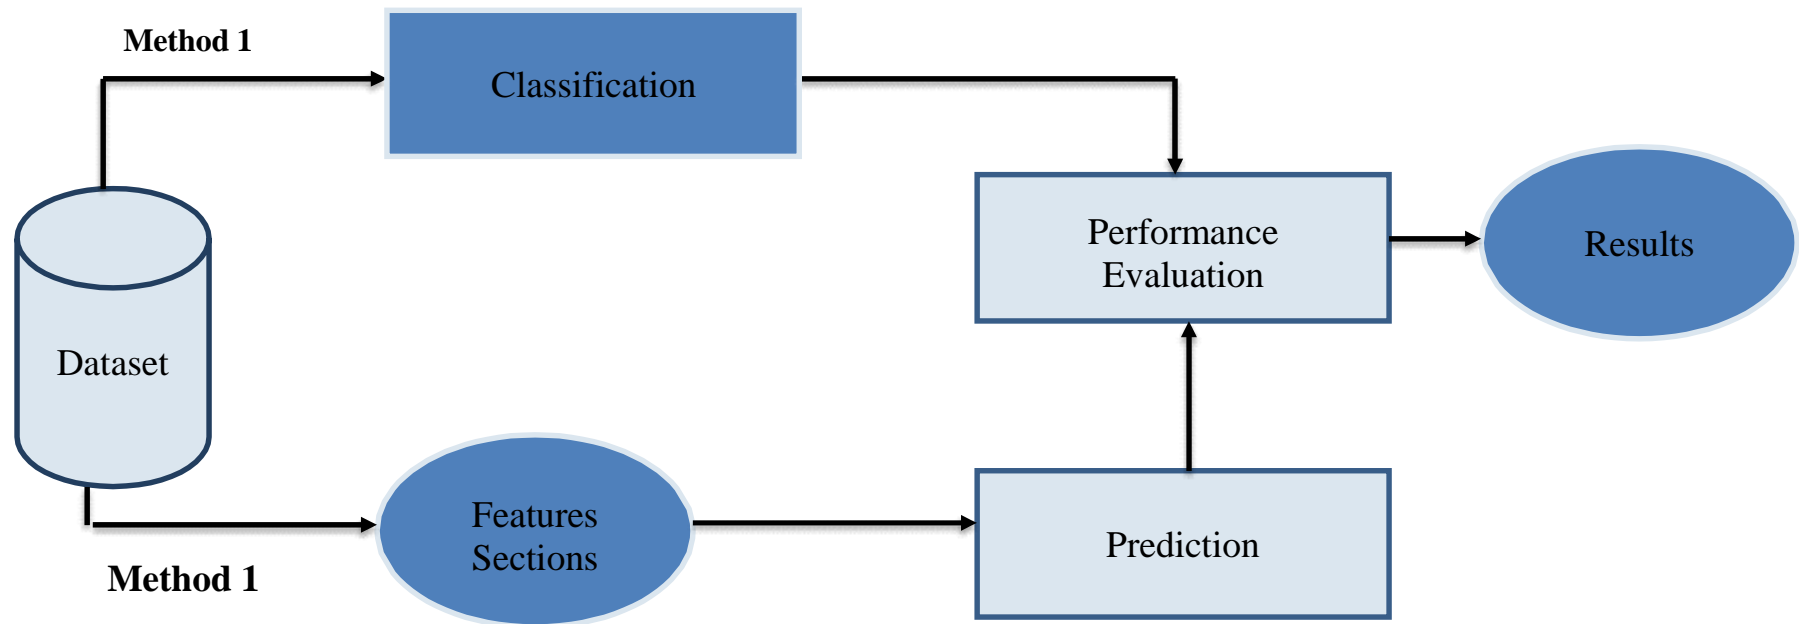 Method 1
Classification
Performance
Evaluation
Results
Dataset
Features
Sections
Prediction
Method 1